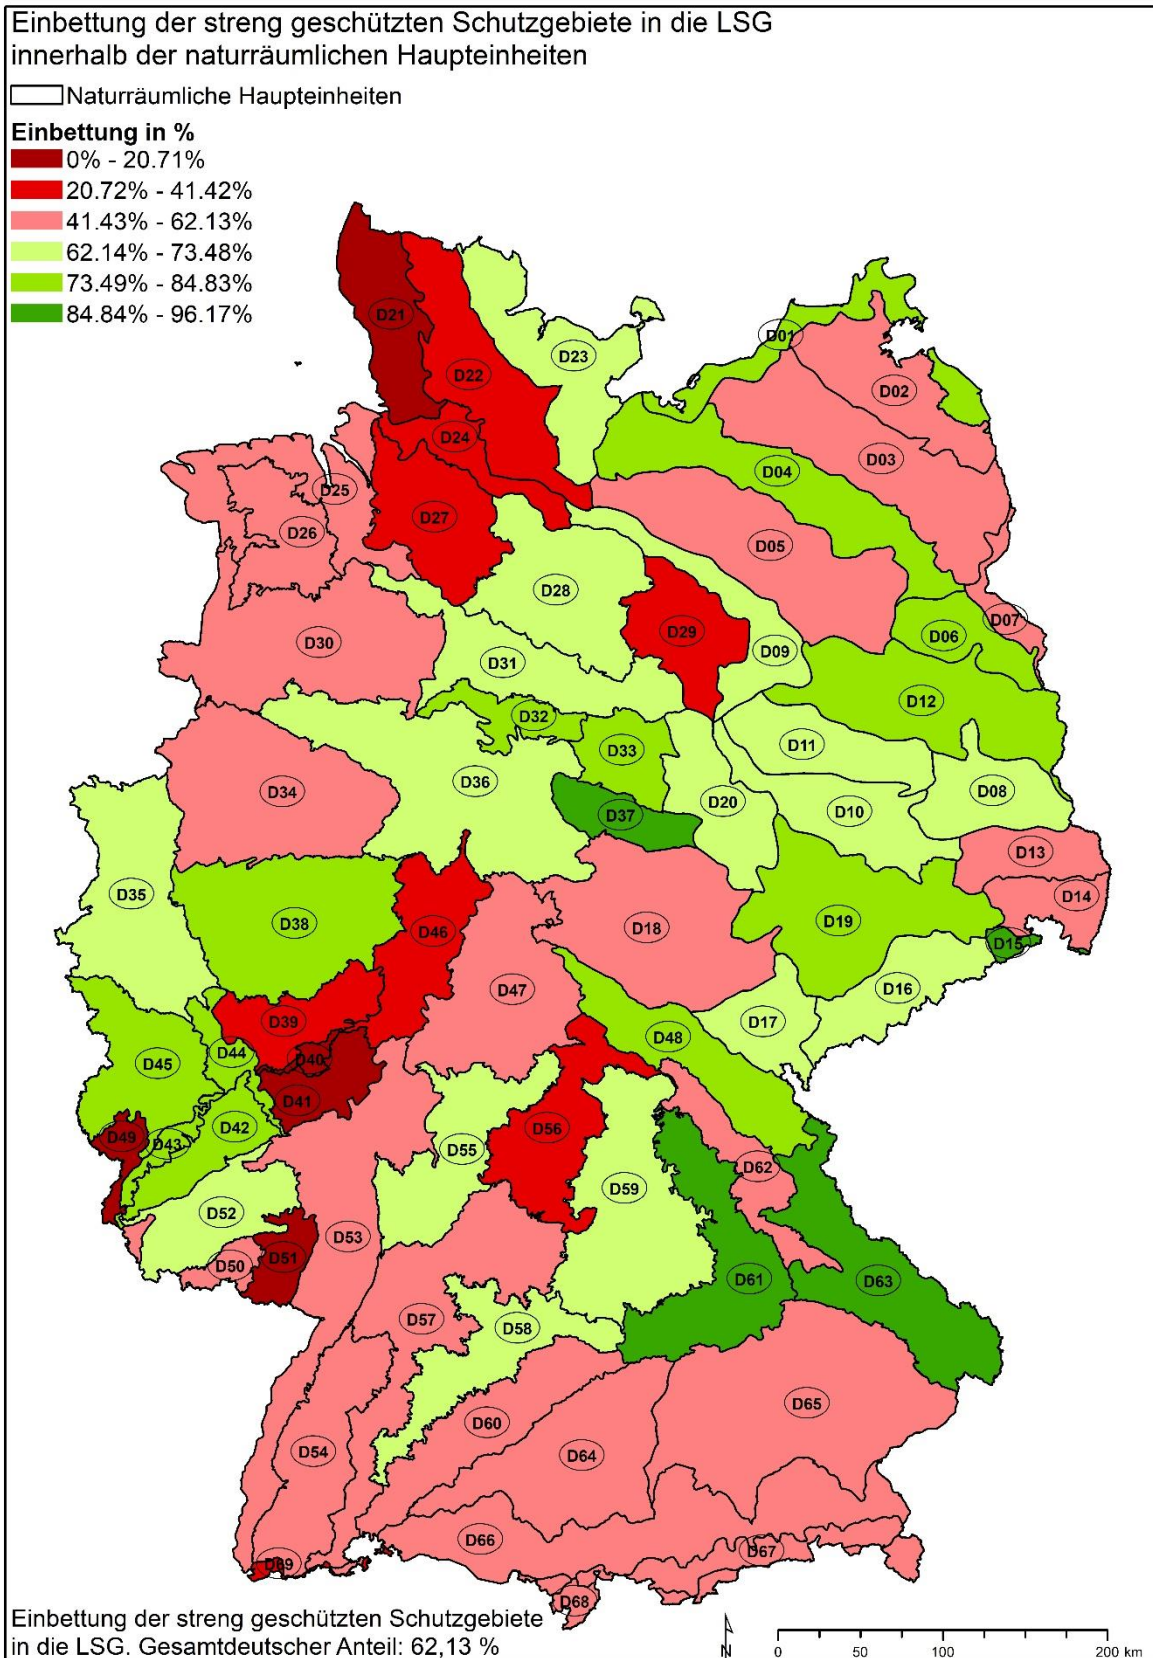 Einbettung der streng geschützten Schutzgebiete in die LSG
innerhalb der naturräumlichen Haupteinheiten
Naturräumliche Haupteinheiten
Einbettung in %
0% - 20.71%
20.72% - 41.42%
41.43% - 62.13%
62.14% - 73.48%
73.49% - 84.83%
84.84% - 96.17%
D21
D01
D23
D22
D02
D24
D03
D04
D25
D27
D26
D05
D28
D07
D29
D06
D30
D09
D31
D12
D32
D11
D33
D36
D34
D08
D20
D10
D37
D13
D35
D14
D38
D19
D18
D46
D15
D47
D16
D39
D17
D48
D44
D40
D45
D41
D42
D56
D49
D43
D55
D62
D59
D52
D53
D51
D50
D61
D63
D57
D58
D65
D60
D54
D64
D66
D67
D69
D68
Einbettung der streng geschützten Schutzgebiete
in die LSG. Gesamtdeutscher Anteil: 62,13 %
N
0 50 100 200 km